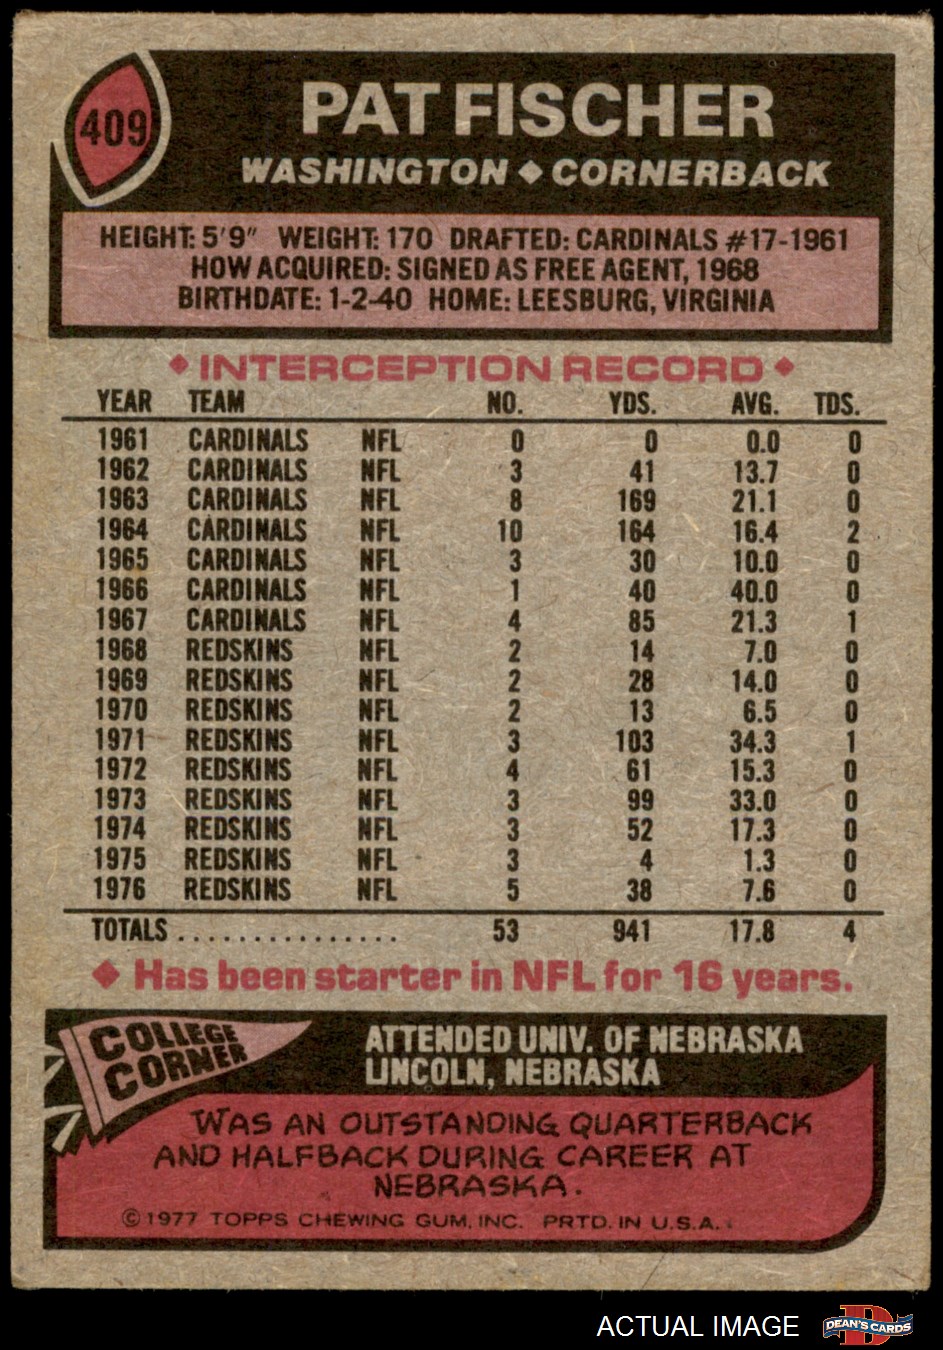 409
PAT FISCHER
WASHINGTON ◆ CORNERBACK
HEIGHT: 5'9" WEIGHT: 170 DRAFTED: CARDINALS #17-1961
HOW ACQUIRED: SIGNED AS FREE AGENT, 1968
BIRTHDATE: 1-2-40 HOME: LEESBURG, VIRGINIA
◆ INTERCEPTION RECORD ◆
YEAR TEAM NO. YDS. AVG. TDS.
1961 CARDINALS NFL 0 0 0.0 0
1962 CARDINALS NFL 3 41 13.7 0
1963 CARDINALS NFL 8 169 21.1 0
1964 CARDINALS NFL 10 164 16.4 2
1965 CARDINALS NFL 3 30 10.0 0
1966 CARDINALS NFL 1 40 40.0 0
1967 CARDINALS NFL 4 85 21.3 1
1968 REDSKINS NFL 2 14 7.0 0
1969 REDSKINS NFL 2 28 14.0 0
1970 REDSKINS NFL 2 13 6.5 0
1971 REDSKINS NFL 3 103 34.3 1
1972 REDSKINS NFL 4 61 15.3 0
1973 REDSKINS NFL 3 99 33.0 0
1974 REDSKINS NFL 3 52 17.3 0
1975 REDSKINS NFL 3 4 1.3 0
1976 REDSKINS NFL 5 38 7.6 0
TOTALS ............... 53 941 17.8 4
◆ Has been starter in NFL for 16 years.
COLLEGE
CORNER
ATTENDED UNIV. OF NEBRASKA
LINCOLN, NEBRASKA
WAS AN OUTSTANDING QUARTERBACK
AND HALFBACK DURING CAREER AT
NEBRASKA.
©1977 TOPPS CHEWING GUM, INC. PRTD. IN U.S.A.
ACTUAL IMAGE
D
DEAN'S CARDS